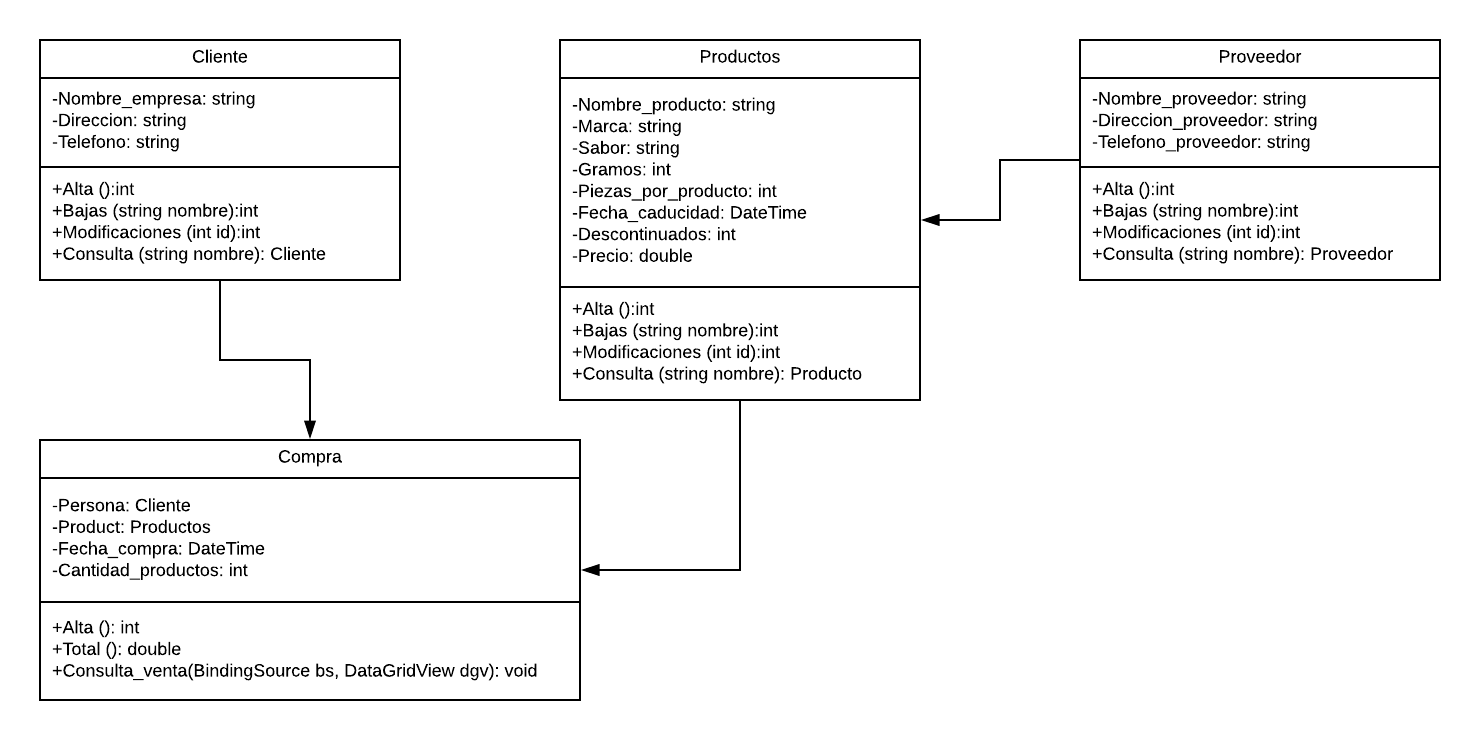 Cliente
-Nombre_empresa: string
-Direccion: string
-Telefono: string
+Alta ():int
+Bajas (string nombre):int
+Modificaciones (int id):int
+Consulta (string nombre): Cliente
Productos
-Nombre_producto: string
-Marca: string
-Sabor: string
-Gramos: int
-Piezas_por_producto: int
-Fecha_caducidad: DateTime
-Descontinuados: int
-Precio: double
+Alta ():int
+Bajas (string nombre):int
+Modificaciones (int id):int
+Consulta (string nombre): Producto
Proveedor
-Nombre_proveedor: string
-Direccion_proveedor: string
-Telefono_proveedor: string
+Alta ():int
+Bajas (string nombre):int
+Modificaciones (int id):int
+Consulta (string nombre): Proveedor
Compra
-Persona: Cliente
-Product: Productos
-Fecha_compra: DateTime
-Cantidad_productos: int
+Alta (): int
+Total (): double
+Consulta_venta(BindingSource bs, DataGridView dgv): void